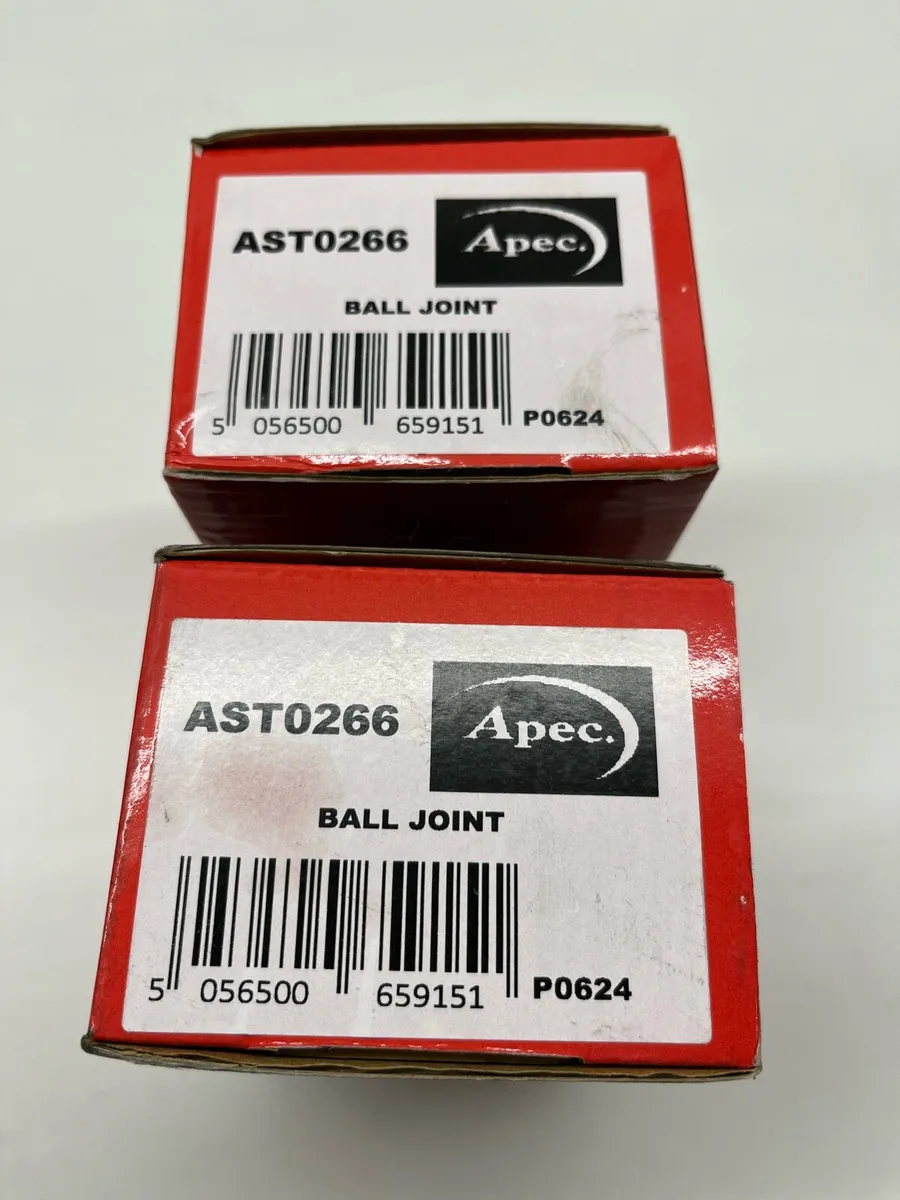 AST0266
Apec.
BALL JOINT
5 056500 659151 P0624
AST0266
Apec.
BALL JOINT
5 056500 659151 P0624